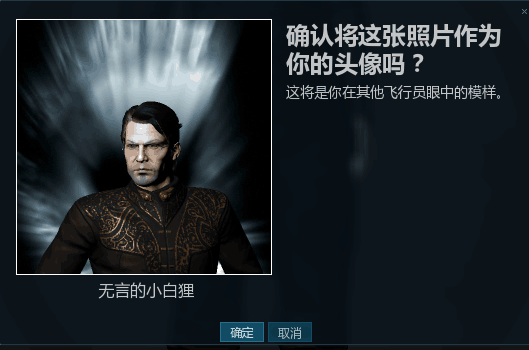 确认将这张照片作为
你的头像吗？
这将是你在其他飞行员眼中的模样。
无言的小白狸
确定
取消